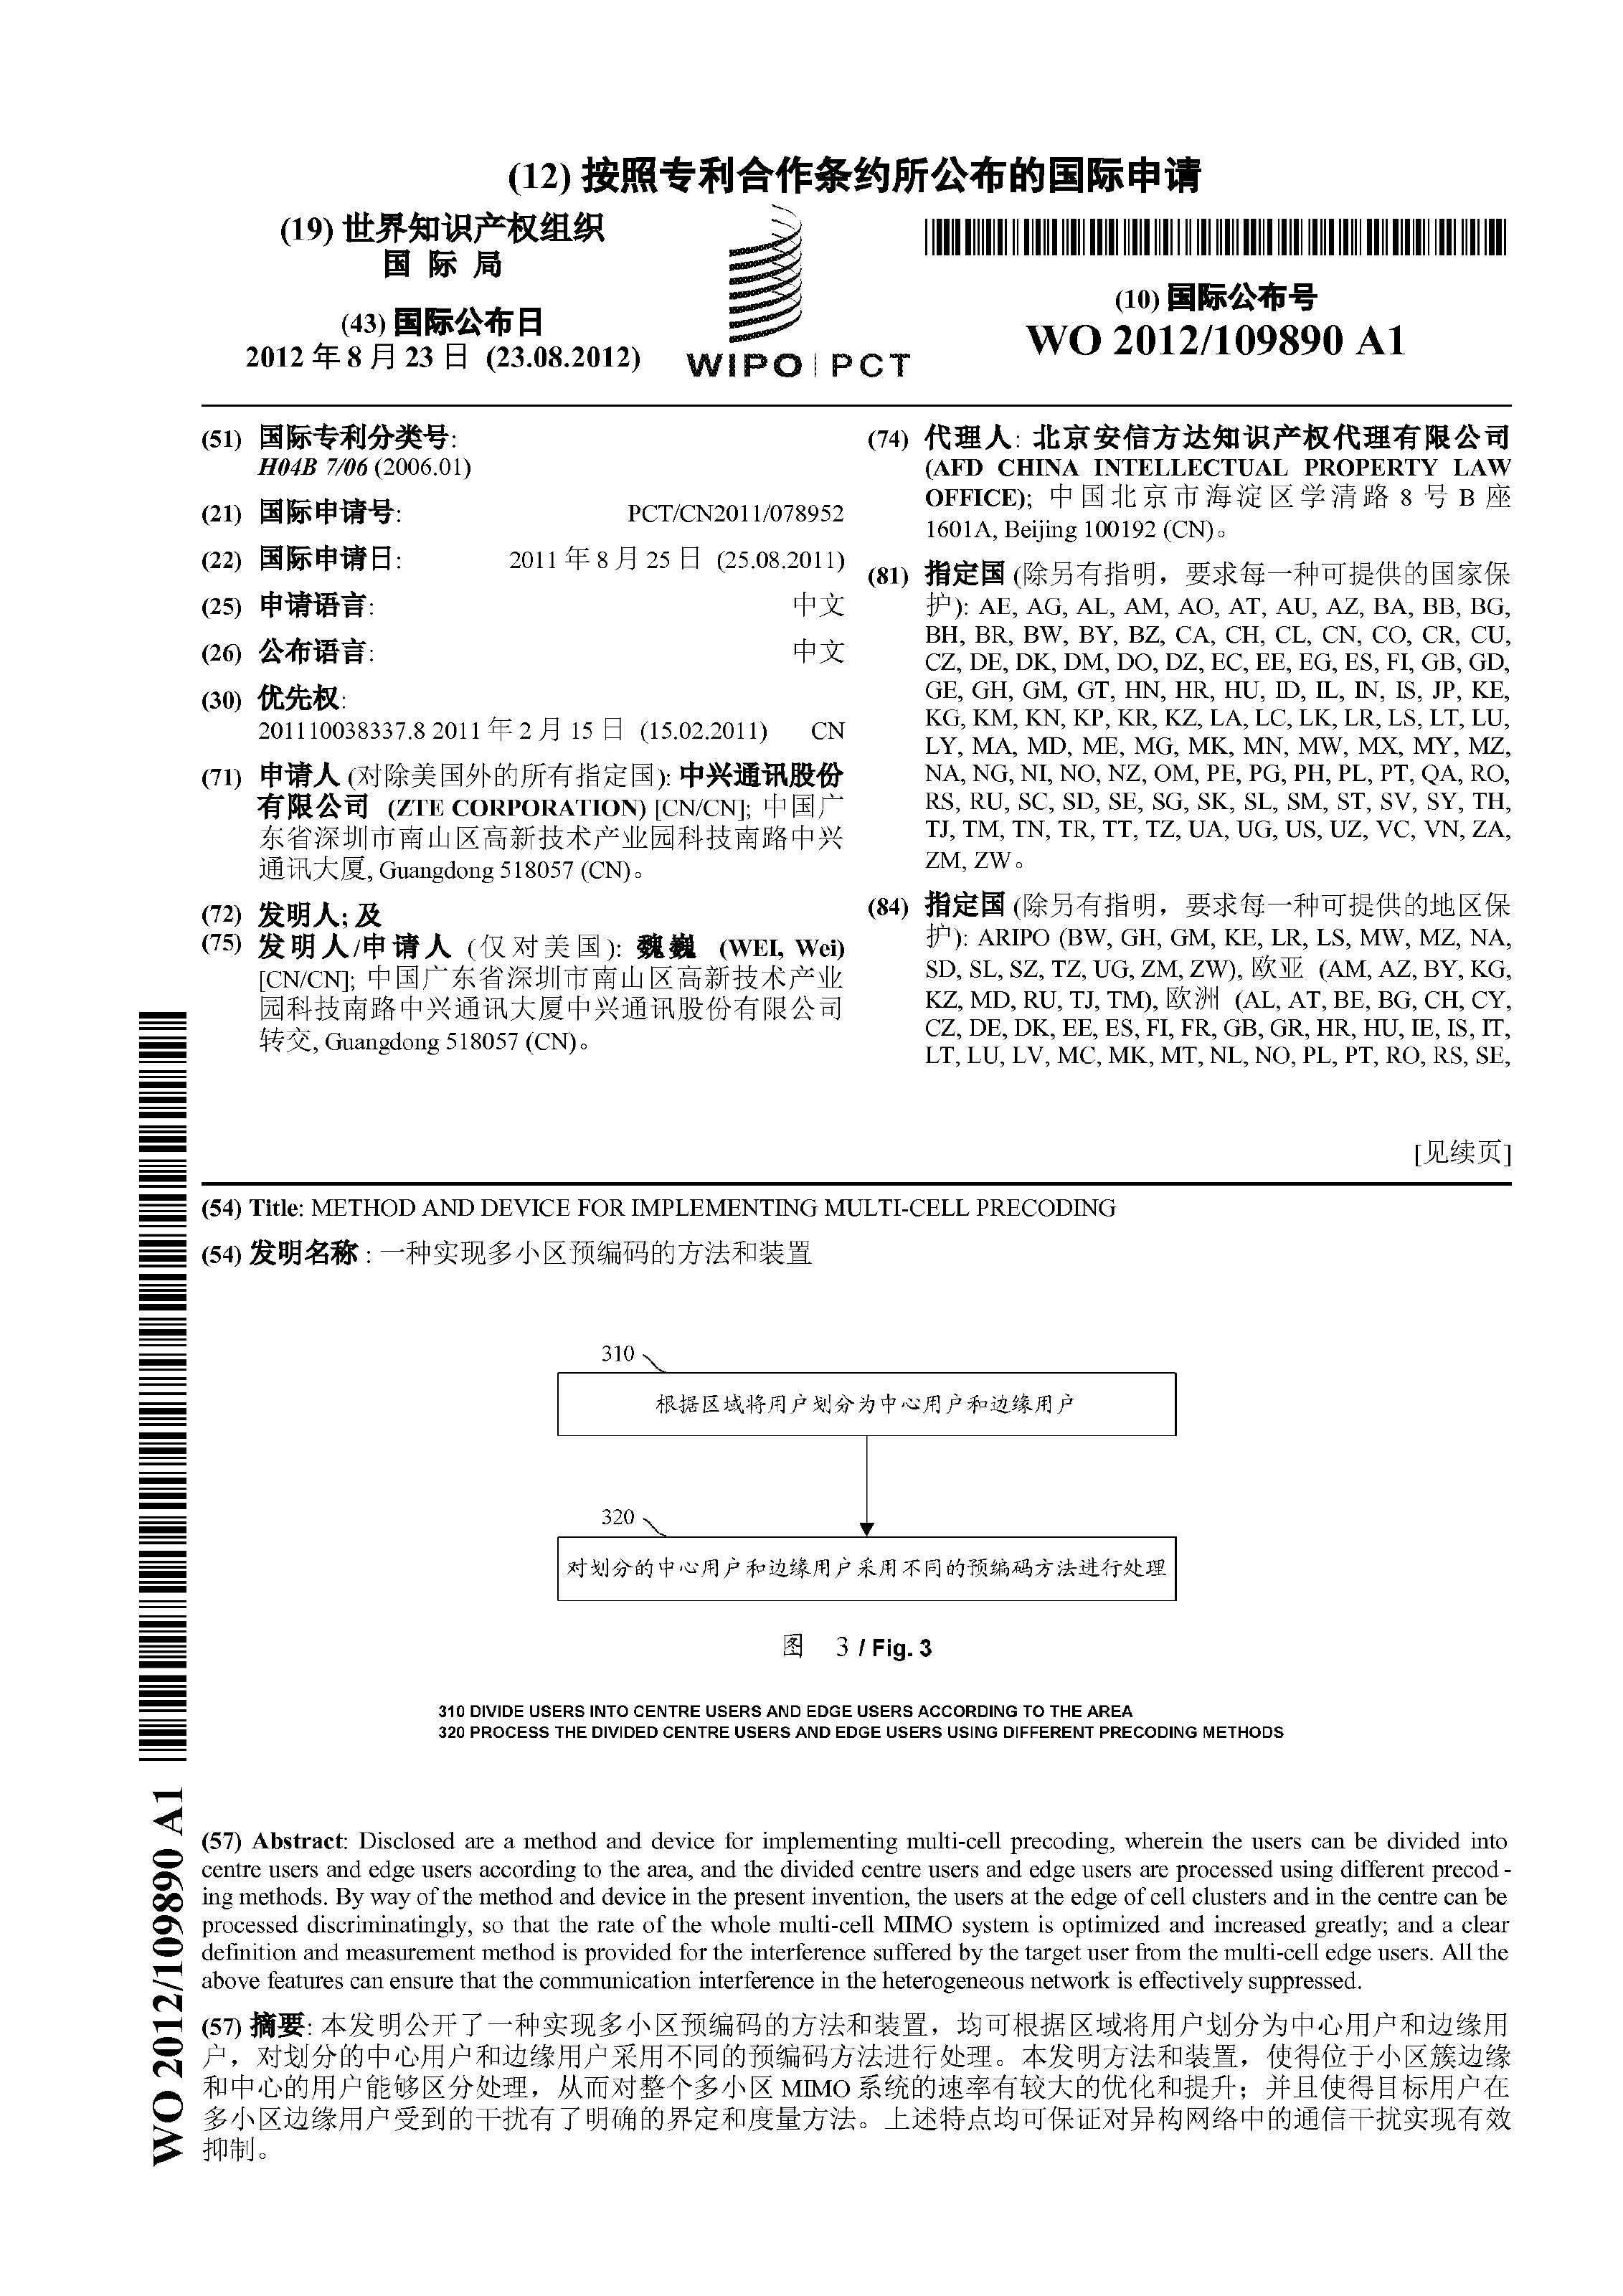 (12) 按照专利合作条约所公布的国际申请
(19) 世界知识产权组织
国 际 局
(43) 国际公布日
2012 年 8 月 23 日 (23.08.2012)
WIPO | PCT
(10) 国际公布号
WO 2012/109890 A1
(51) 国际专利分类号:
H04B 7/06 (2006.01)
(21) 国际申请号: PCT/CN2011/078952
(22) 国际申请日: 2011 年 8 月 25 日 (25.08.2011)
(25) 申请语言: 中文
(26) 公布语言: 中文
(30) 优先权:
201110038337.8 2011 年 2 月 15 日 (15.02.2011) CN
(71) 申请人 (对除美国外的所有指定国): 中兴通讯股份
有限公司 (ZTE CORPORATION) [CN/CN]; 中国广
东省深圳市南山区高新技术产业园科技南路中兴
通讯大厦, Guangdong 518057 (CN)。
(72) 发明人; 及
(75) 发明人/申请人 (仅对美国): 魏巍 (WEI, Wei)
[CN/CN]; 中国广东省深圳市南山区高新技术产业
园科技南路中兴通讯大厦中兴通讯股份有限公司
转交, Guangdong 518057 (CN)。
(74) 代理人: 北京安信方达知识产权代理有限公司
(AFD CHINA INTELLECTUAL PROPERTY LAW
OFFICE); 中国北京市海淀区学清路 8 号 B 座
1601A, Beijing 100192 (CN)。
(81) 指定国 (除另有指明，要求每一种可提供的国家保
护): AE, AG, AL, AM, AO, AT, AU, AZ, BA, BB, BG,
BH, BR, BW, BY, BZ, CA, CH, CL, CN, CO, CR, CU,
CZ, DE, DK, DM, DO, DZ, EC, EE, EG, ES, FI, GB, GD,
GE, GH, GM, GT, HN, HR, HU, ID, IL, IN, IS, JP, KE,
KG, KM, KN, KP, KR, KZ, LA, LC, LK, LR, LS, LT, LU,
LY, MA, MD, ME, MG, MK, MN, MW, MX, MY, MZ,
NA, NG, NI, NO, NZ, OM, PE, PG, PH, PL, PT, QA, RO,
RS, RU, SC, SD, SE, SG, SK, SL, SM, ST, SV, SY, TH,
TJ, TM, TN, TR, TT, TZ, UA, UG, US, UZ, VC, VN, ZA,
ZM, ZW。
(84) 指定国 (除另有指明，要求每一种可提供的地区保
护): ARIPO (BW, GH, GM, KE, LR, LS, MW, MZ, NA,
SD, SL, SZ, TZ, UG, ZM, ZW), 欧亚 (AM, AZ, BY, KG,
KZ, MD, RU, TJ, TM), 欧洲 (AL, AT, BE, BG, CH, CY,
CZ, DE, DK, EE, ES, FI, FR, GB, GR, HR, HU, IE, IS, IT,
LT, LU, LV, MC, MK, MT, NL, NO, PL, PT, RO, RS, SE,
[见续页]
(54) Title: METHOD AND DEVICE FOR IMPLEMENTING MULTI-CELL PRECODING
(54) 发明名称 : 一种实现多小区预编码的方法和装置
310
根据区域将用户划分为中心用户和边缘用户
320
对划分的中心用户和边缘用户采用不同的预编码方法进行处理
图 3 / Fig. 3
310 DIVIDE USERS INTO CENTRE USERS AND EDGE USERS ACCORDING TO THE AREA
320 PROCESS THE DIVIDED CENTRE USERS AND EDGE USERS USING DIFFERENT PRECODING METHODS
(57) Abstract: Disclosed are a method and device for implementing multi-cell precoding, wherein the users can be divided into
centre users and edge users according to the area, and the divided centre users and edge users are processed using different precod-
ing methods. By way of the method and device in the present invention, the users at the edge of cell clusters and in the centre can be
processed discriminatingly, so that the rate of the whole multi-cell MIMO system is optimized and increased greatly; and a clear
definition and measurement method is provided for the interference suffered by the target user from the multi-cell edge users. All the
above features can ensure that the communication interference in the heterogeneous network is effectively suppressed.
(57) 摘要: 本发明公开了一种实现多小区预编码的方法和装置，均可根据区域将用户划分为中心用户和边缘用
户，对划分的中心用户和边缘用户采用不同的预编码方法进行处理。本发明方法和装置，使得位于小区簇边缘
和中心的用户能够区分处理，从而对整个多小区 MIMO 系统的速率有较大的优化和提升；并且使得目标用户在
多小区边缘用户受到的干扰有了明确的界定和度量方法。上述特点均可保证对异构网络中的通信干扰实现有效
抑制。
WO 2012/109890 A1